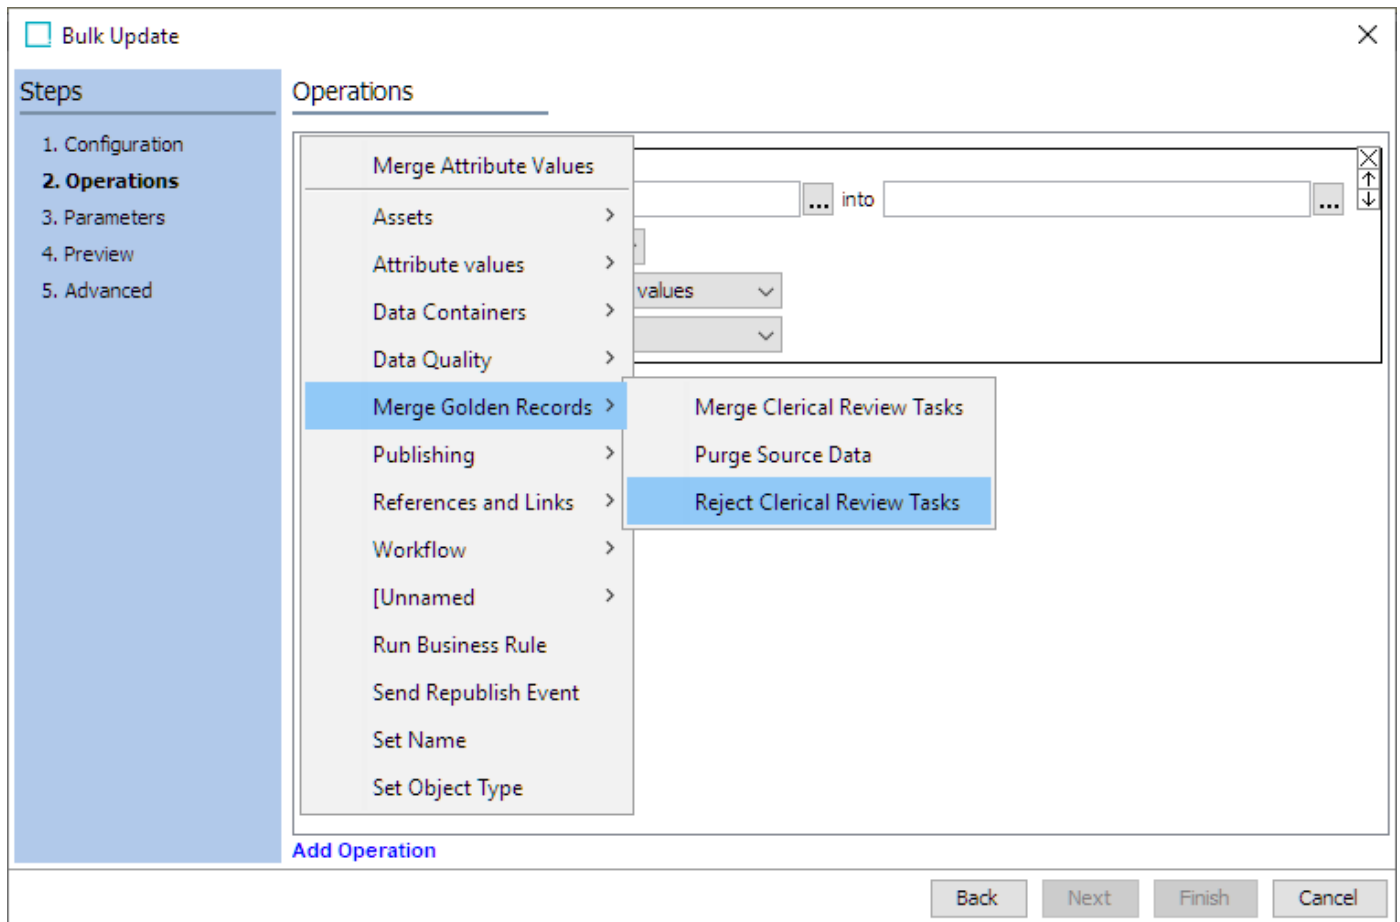 Bulk Update
Steps
1. Configuration
2. Operations
3. Parameters
4. Preview
5. Advanced
Operations
Merge Attribute Values
Assets
Attribute values
Data Containers
Data Quality
Merge Golden Records
Publishing
References and Links
Workflow
[Unnamed
Run Business Rule
Send Republish Event
Set Name
Set Object Type
... into ...
values
Merge Clerical Review Tasks
Purge Source Data
Reject Clerical Review Tasks
Add Operation
Back Next Finish Cancel